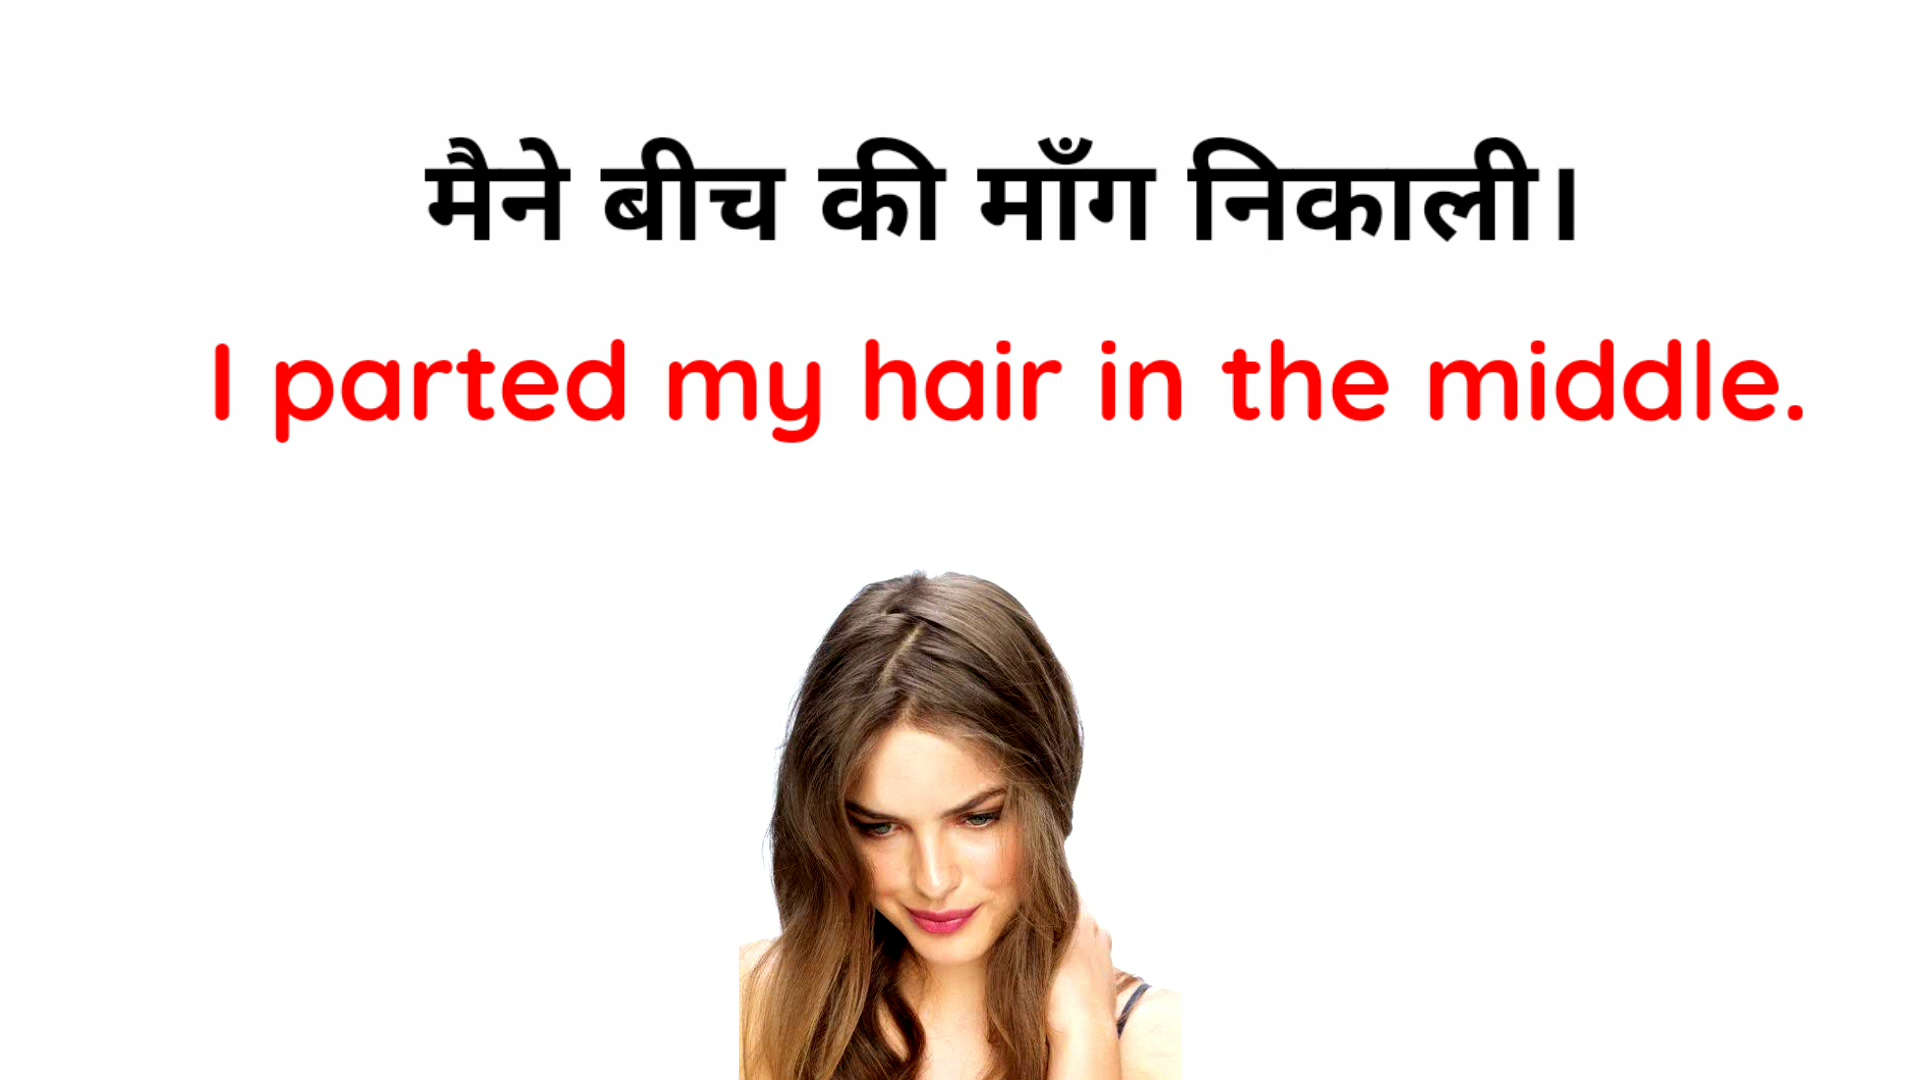 मैने बीच की माँग निकाली।
I parted my hair in the middle.